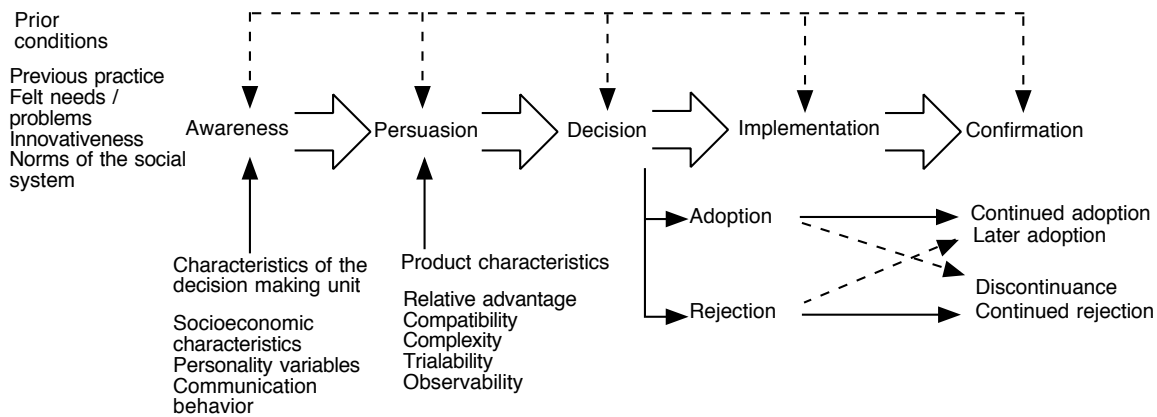 Prior
conditions
Previous practice
Felt needs /
problems
Innovativeness
Norms of the social
system
Awareness
Persuasion
Decision
Implementation
Confirmation
Characteristics of the
decision making unit
Socioeconomic
characteristics
Personality variables
Communication
behavior
Product characteristics
Relative advantage
Compatibility
Complexity
Trialability
Observability
Adoption
Rejection
Continued adoption
Later adoption
Discontinuance
Continued rejection